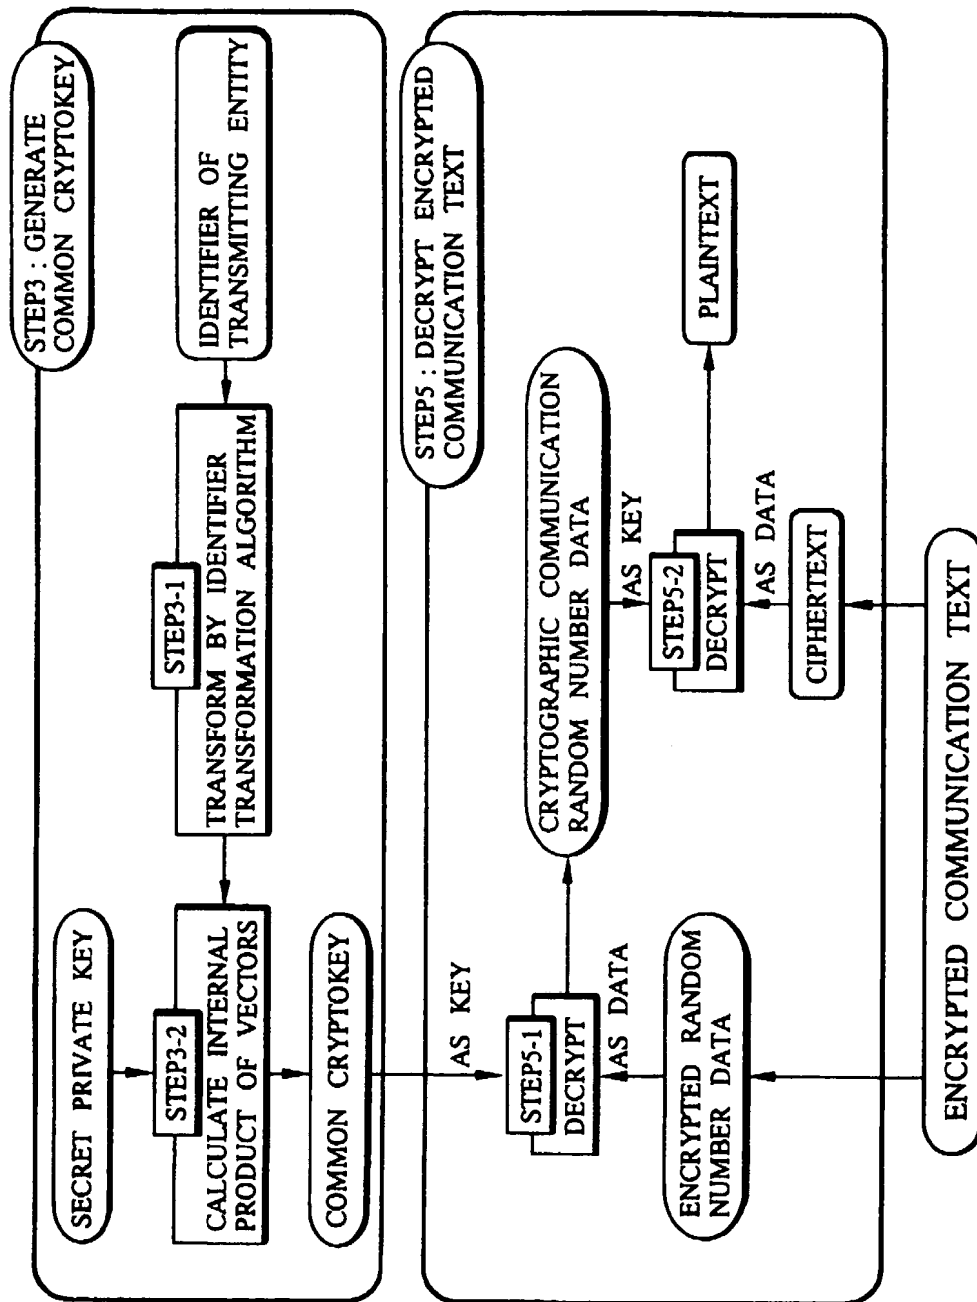 STEP3 : GENERATE
COMMON CRYPTOKEY
SECRET PRIVATE KEY
STEP3-2
CALCULATE INTERNAL
PRODUCT OF VECTORS
STEP3-1
TRANSFORM BY IDENTIFIER
TRANSFORMATION ALGORITHM
IDENTIFIER OF
TRANSMITTING ENTITY
COMMON CRYPTOKEY
STEP5 : DECRYPT ENCRYPTED
COMMUNICATION TEXT
AS KEY
STEP5-1
DECRYPT
AS DATA
ENCRYPTED RANDOM
NUMBER DATA
CRYPTOGRAPHIC COMMUNICATION
RANDOM NUMBER DATA
AS KEY
STEP5-2
DECRYPT
AS DATA
CIPHERTEXT
PLAINTEXT
ENCRYPTED COMMUNICATION TEXT